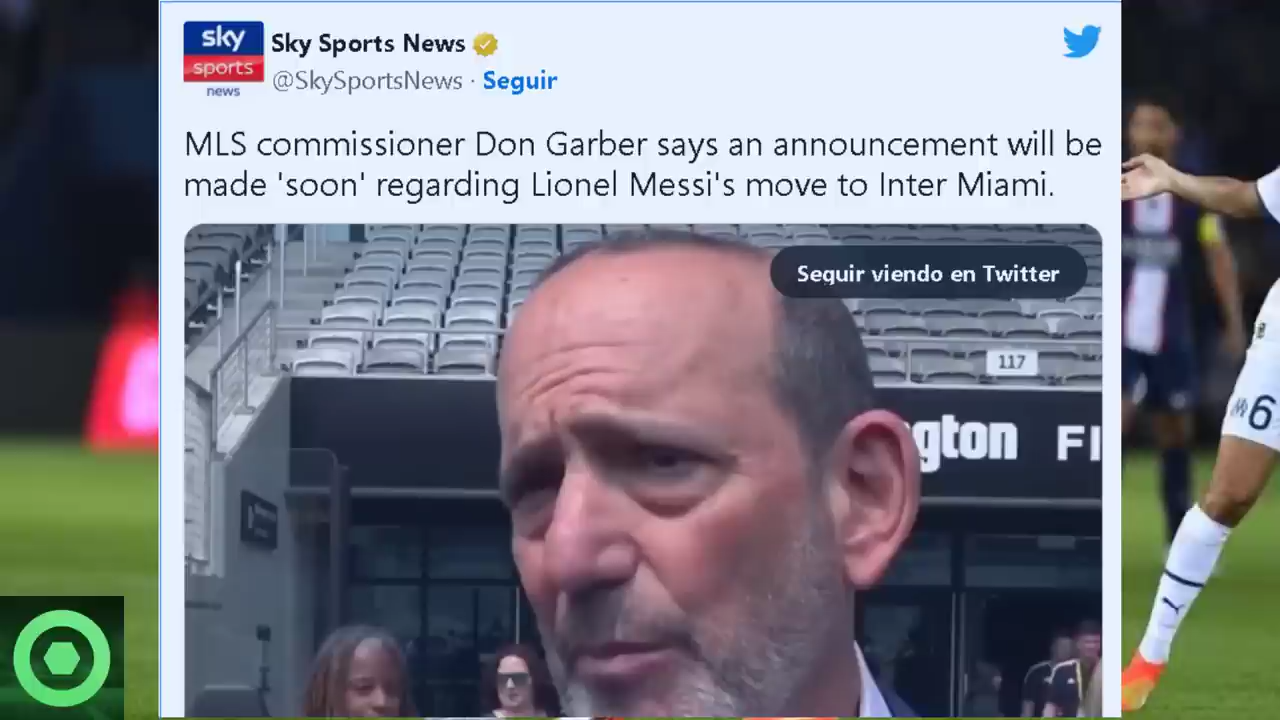 sky
sports
news
Sky Sports News
@SkySportsNews · Seguir
MLS commissioner Don Garber says an announcement will be
made 'soon' regarding Lionel Messi's move to Inter Miami.
Seguir viendo en Twitter
117
gton FI
6